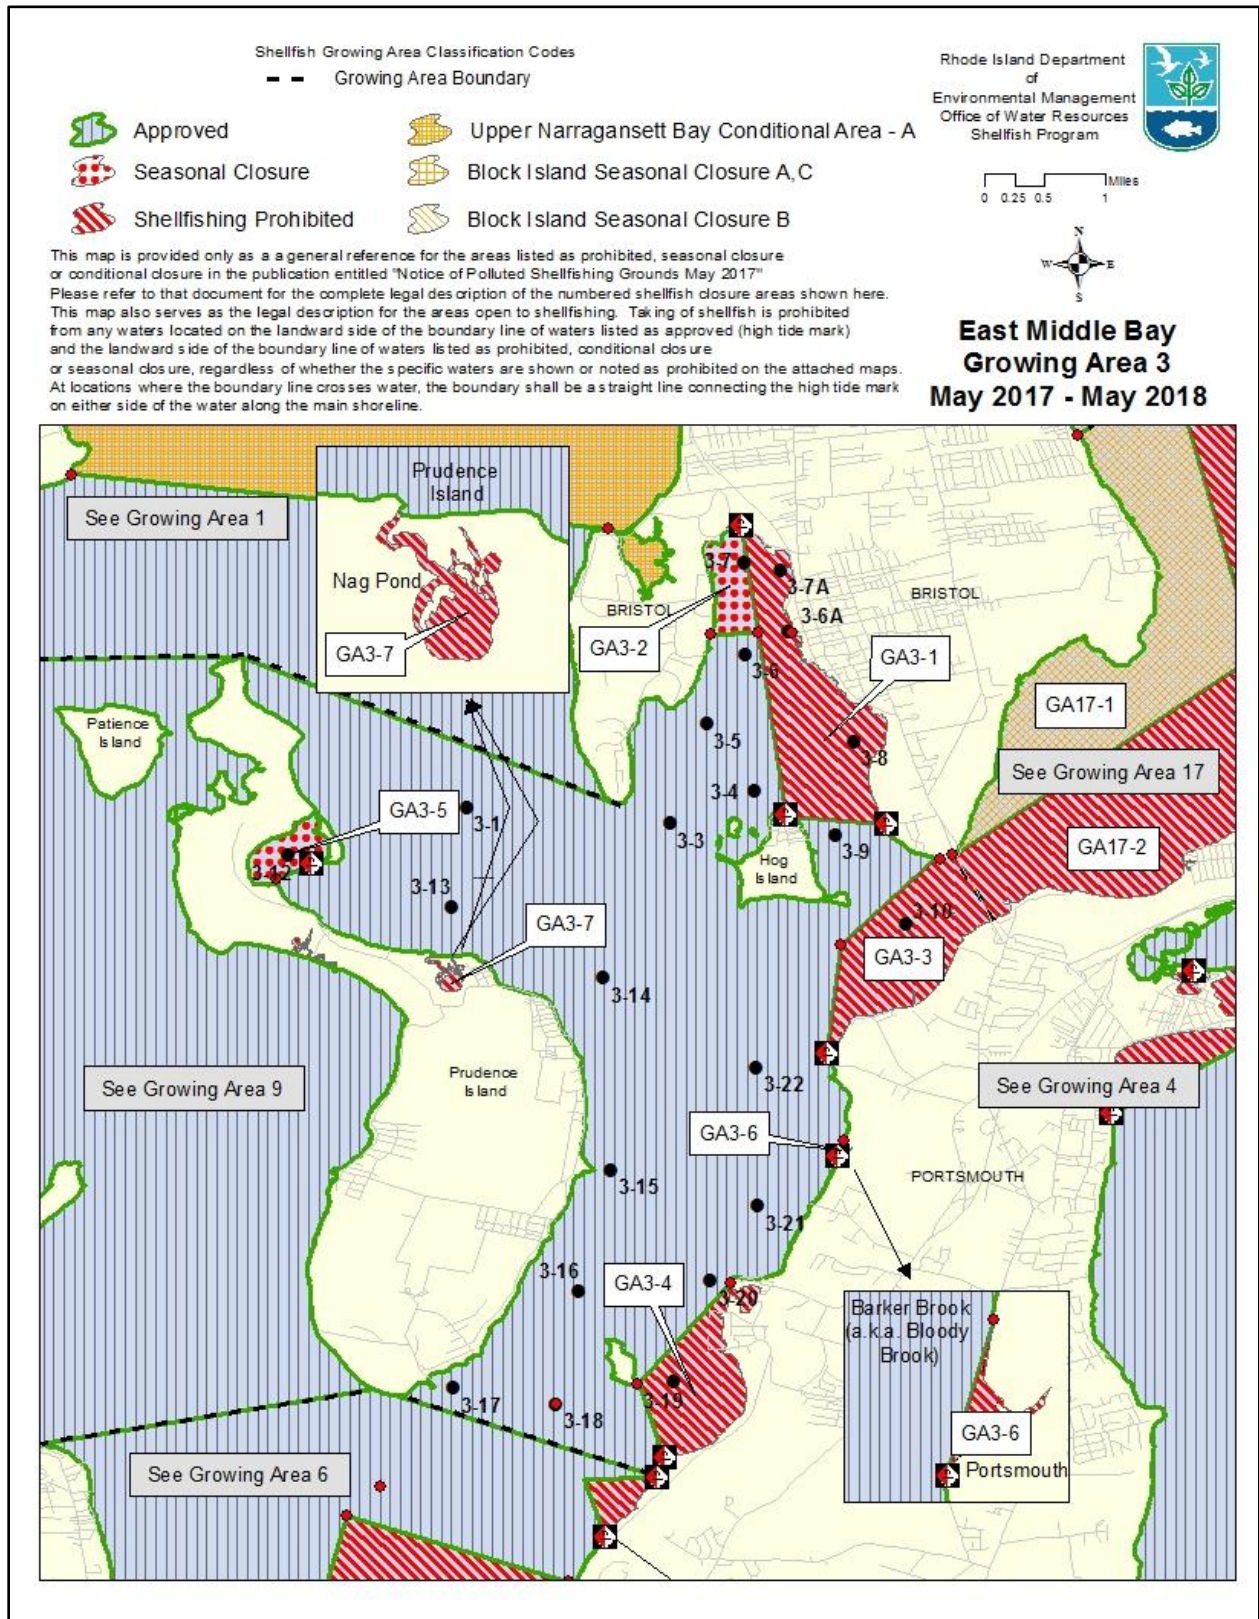 Shellfish Growing Area Classification Codes
Growing Area Boundary
Approved
Upper Narragansett Bay Conditional Area - A
Seasonal Closure
Block Island Seasonal Closure A,C
Shellfishing Prohibited
Block Island Seasonal Closure B
Rhode Island Department
of
Environmental Management
Office of Water Resources
Shellfish Program
Miles
0 0.25 0.5 1
N
W E
S
This map is provided only as a a general reference for the areas listed as prohibited, seasonal closure
or conditional closure in the publication entitled "Notice of Polluted Shellfishing Grounds May 2017"
Please refer to that document for the complete legal description of the numbered shellfish closure areas shown here.
This map also serves as the legal description for the areas open to shellfishing. Taking of shellfish is prohibited
from any waters located on the landward side of the boundary line of waters listed as approved (high tide mark)
and the landward side of the boundary line of waters listed as prohibited, conditional closure
or seasonal closure, regardless of whether the specific waters are shown or noted as prohibited on the attached maps.
At locations where the boundary line crosses water, the boundary shall be a straight line connecting the high tide mark
on either side of the water along the main shoreline.
East Middle Bay
Growing Area 3
May 2017 - May 2018
See Growing Area 1
Prudence
Island
Nag Pond
GA3-7
BRISTOL
GA3-2
3-7
3-7A
3-6A
BRISTOL
GA3-1
3-6
3-5
3-8
GA17-1
See Growing Area 17
GA17-2
Patience
Island
GA3-5
3-1
3-4
3-3
3-9
Hog
Island
3-12
3-13
GA3-7
3-10
GA3-3
3-14
Prudence
Island
See Growing Area 9
3-22
See Growing Area 4
GA3-6
PORTSMOUTH
3-15
3-21
3-16
GA3-4
3-20
Barker Brook
(a.k.a. Bloody
Brook)
GA3-6
Portsmouth
3-17
3-18
3-19
See Growing Area 6